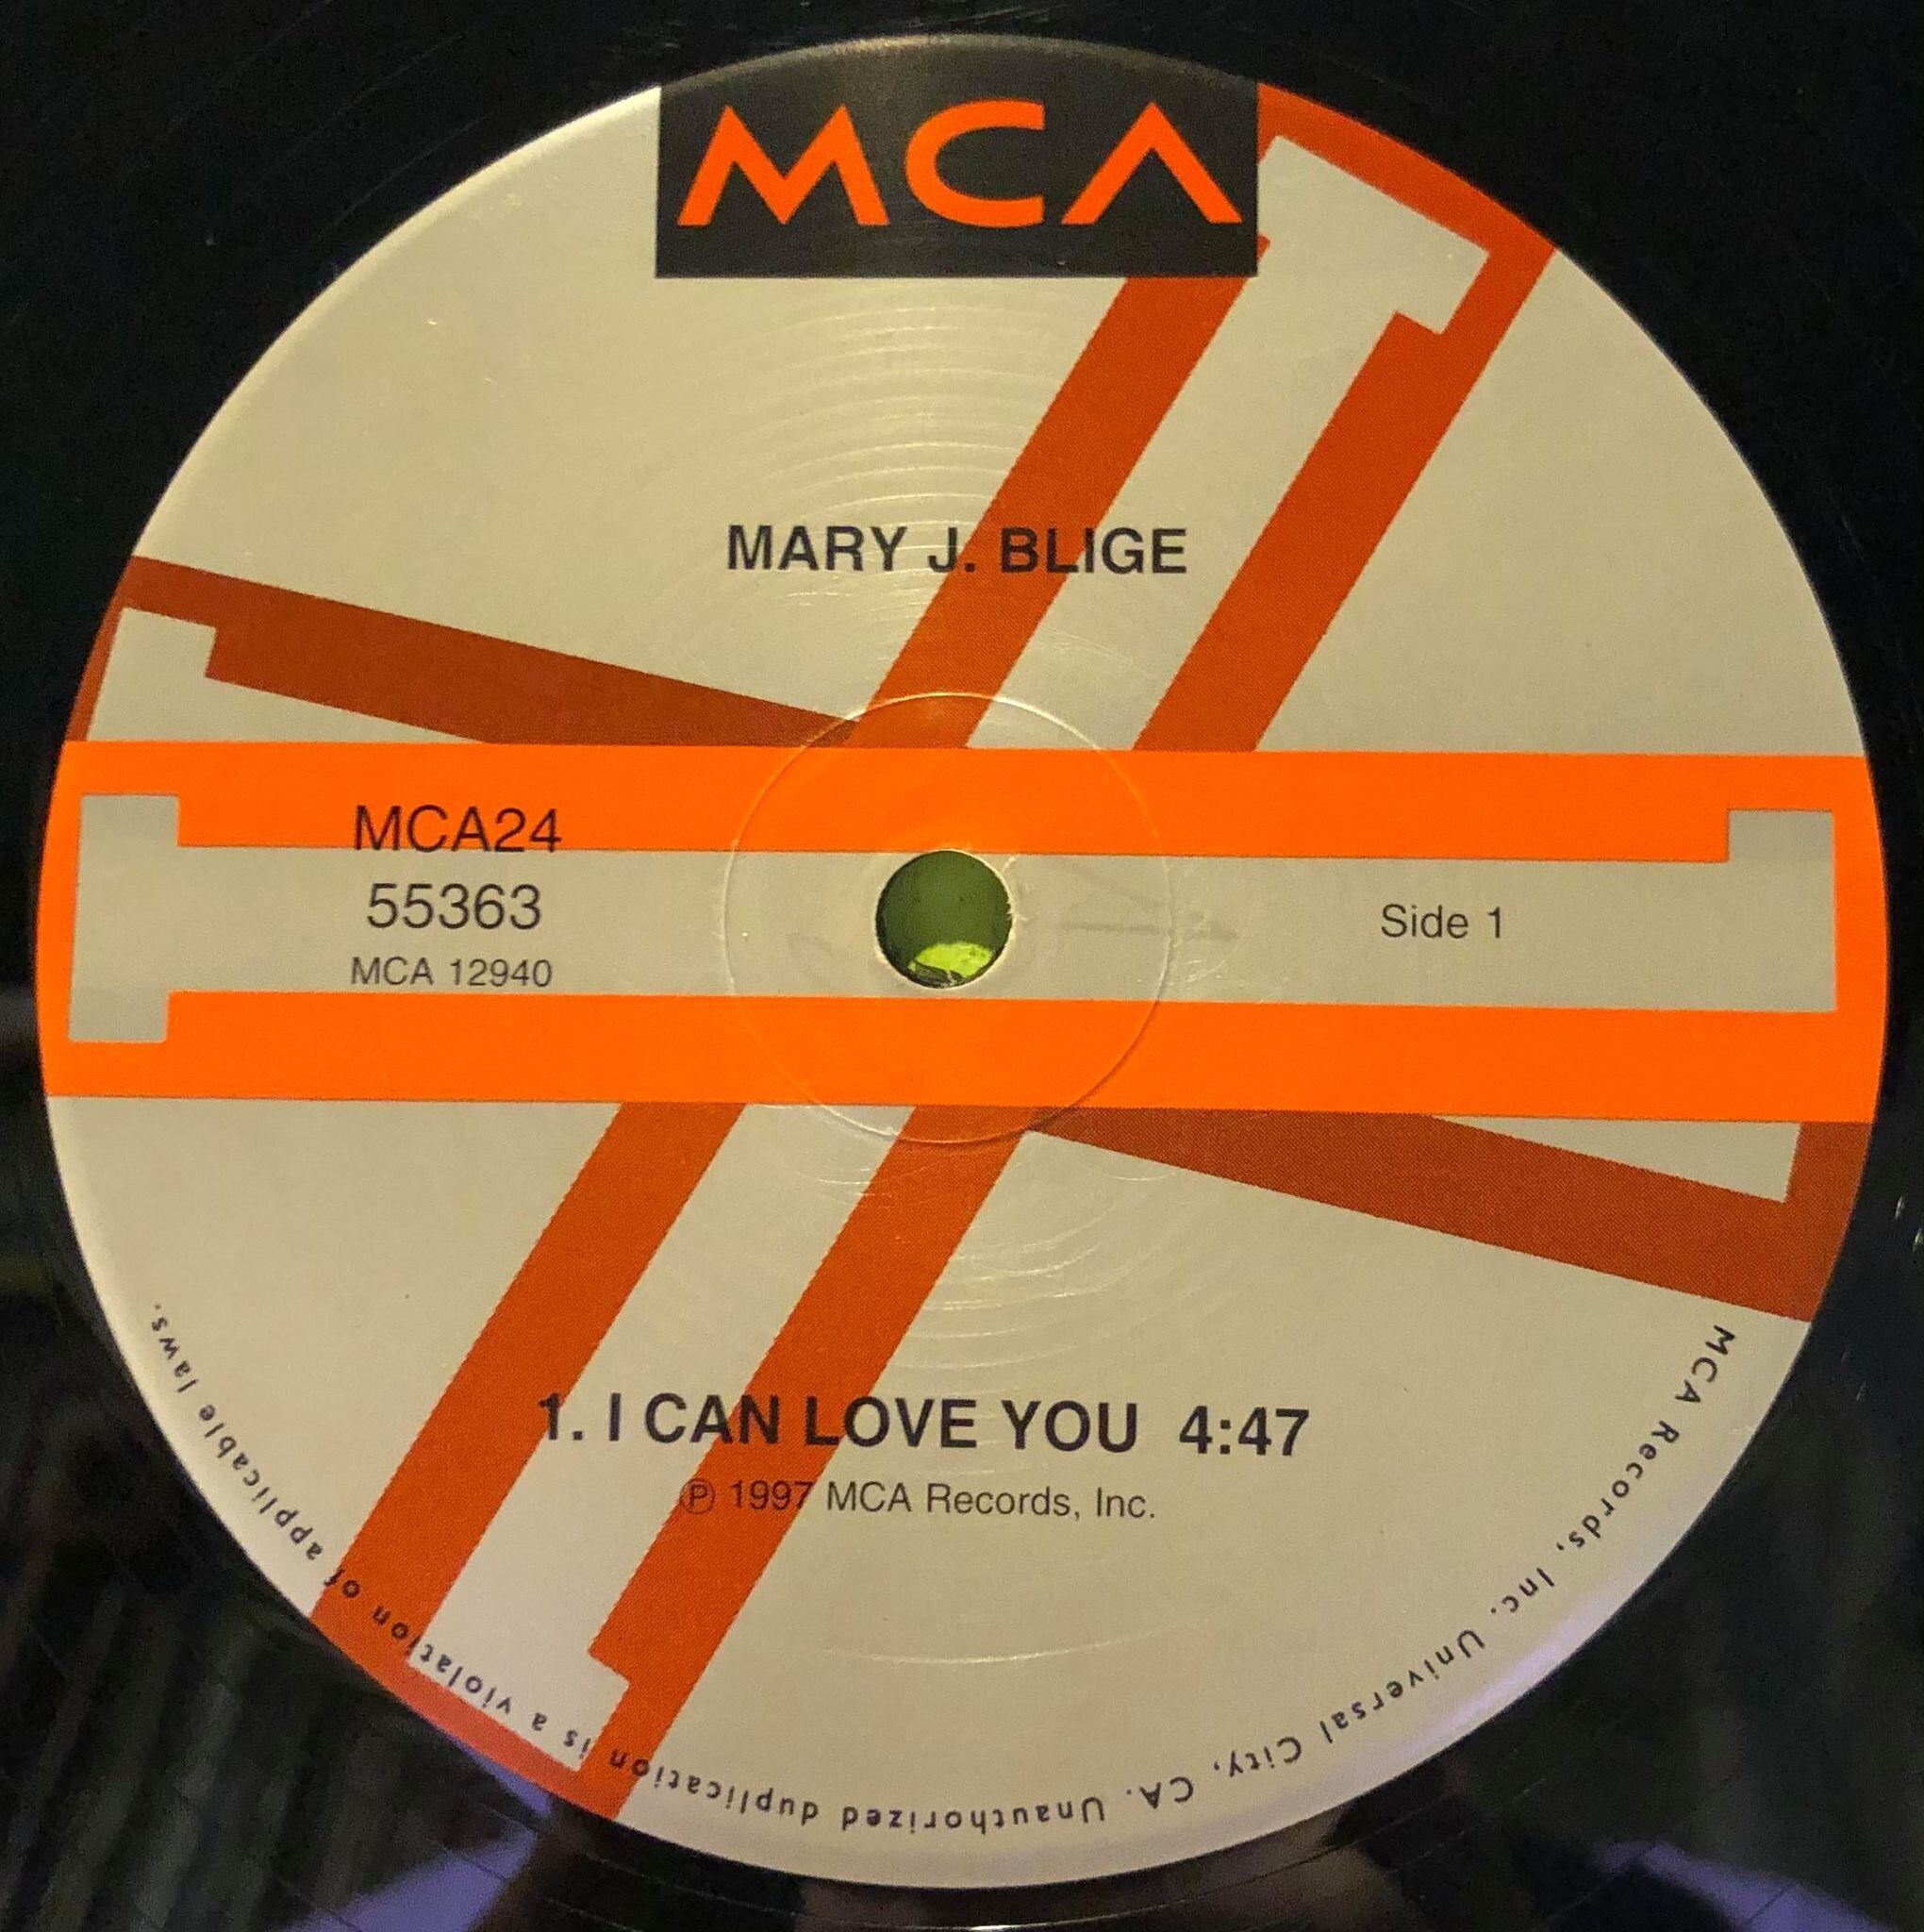 MCA
MARY J. BLIGE
MCA24
55363
MCA 12940
Side 1
1. I CAN LOVE YOU 4:47
℗ 1997 MCA Records, Inc.
MCA Records, Inc. Universal City, CA. Unauthorized duplication is a violation of applicable laws.